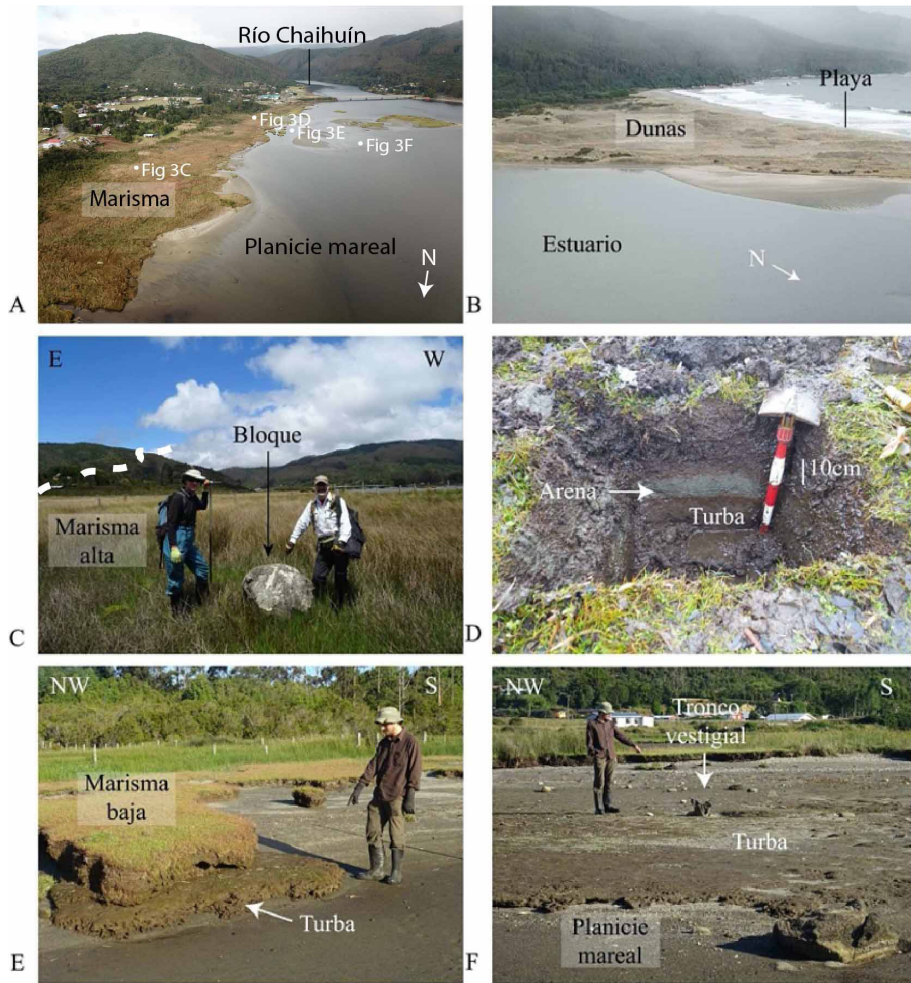 Río Chaihuín
Fig 3D
Fig 3E
Fig 3F
Fig 3C
Marisma
Planicie mareal
N
A
Playa
Dunas
Estuario
N
B
E
W
Bloque
Marisma
alta
C
10cm
Arena
Turba
D
NW
S
Marisma
baja
Turba
E
NW
S
Tronco
vestigial
Turba
Planicie
mareal
F